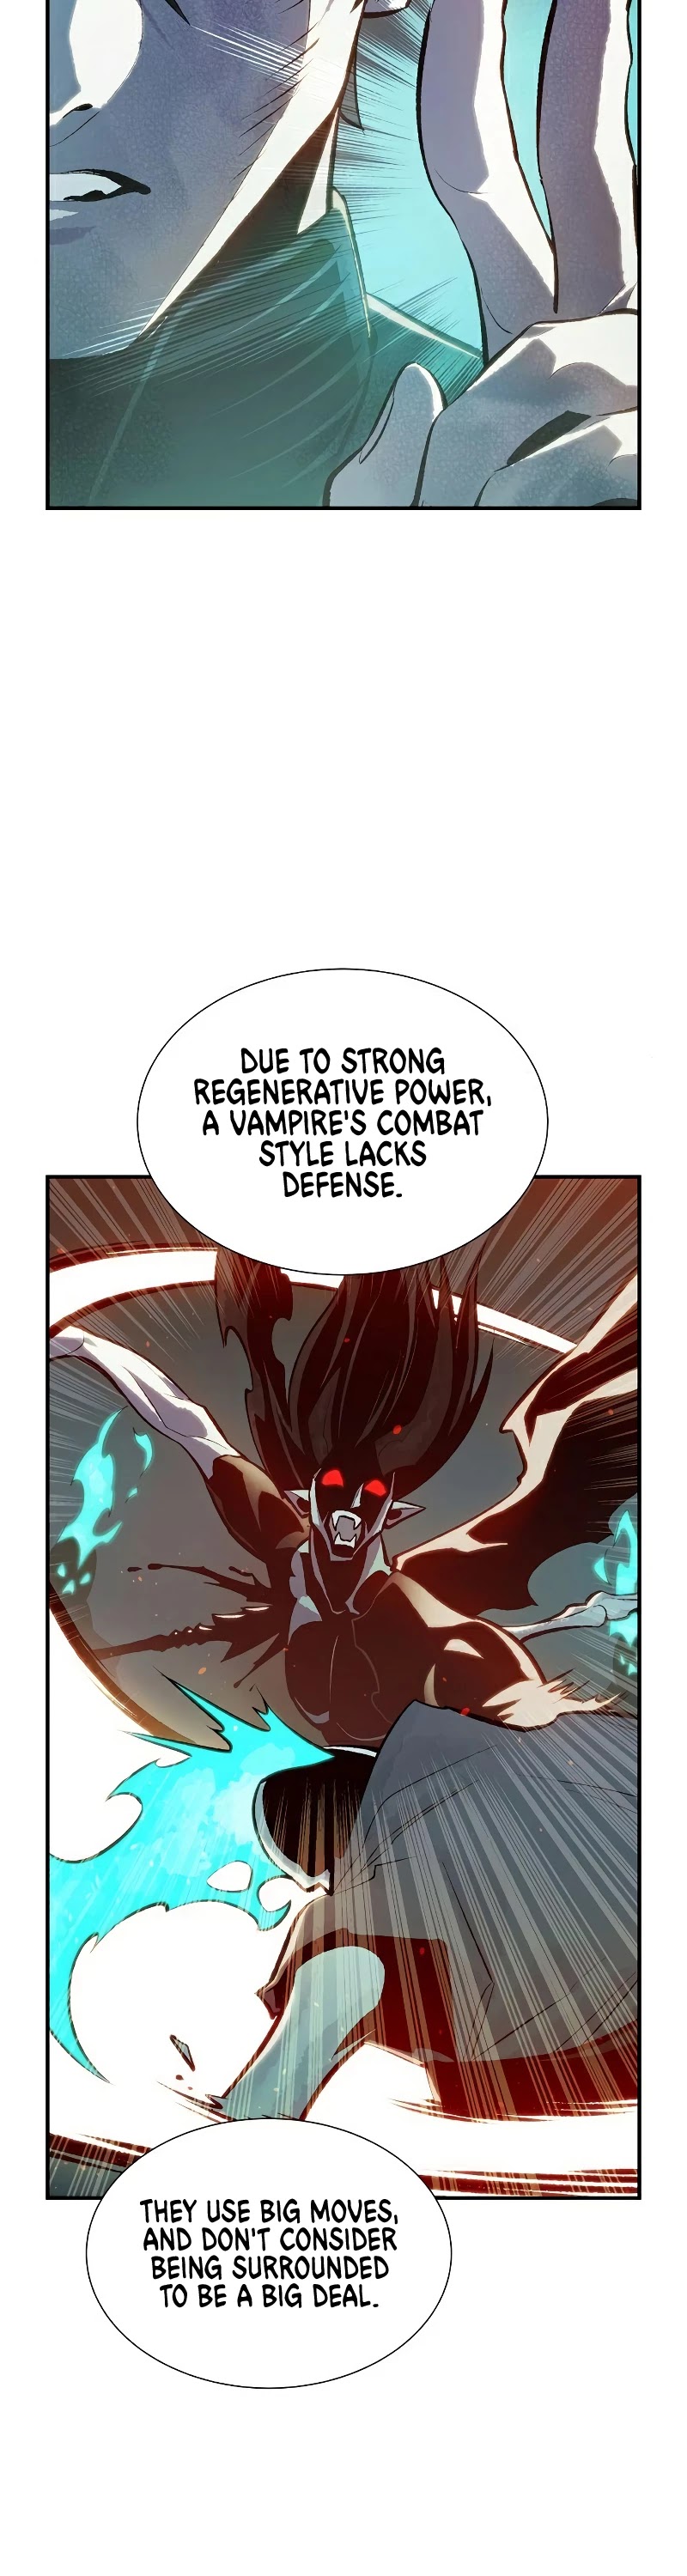 DUE TO STRONG
REGENERATIVE POWER,
A VAMPIRE'S COMBAT
STYLE LACKS
DEFENSE.
THEY USE BIG MOVES,
AND DON'T CONSIDER
BEING SURROUNDED
TO BE A BIG DEAL.